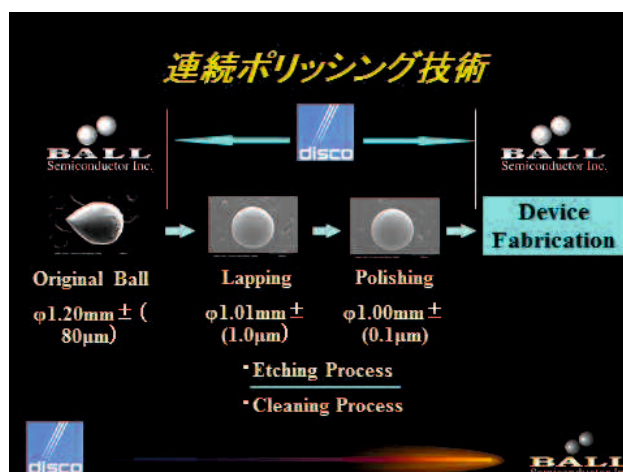 連続ポリッシング技術
BALL
Semiconductor Inc.
disco
BALL
Semiconductor Inc.
Original Ball
φ1.20mm ± (
80μm)
Lapping
φ1.01mm ±
(1.0μm)
Polishing
φ1.00mm ±
(0.1μm)
Device
Fabrication
・Etching Process
・Cleaning Process
disco
BALL
Semiconductor Inc.